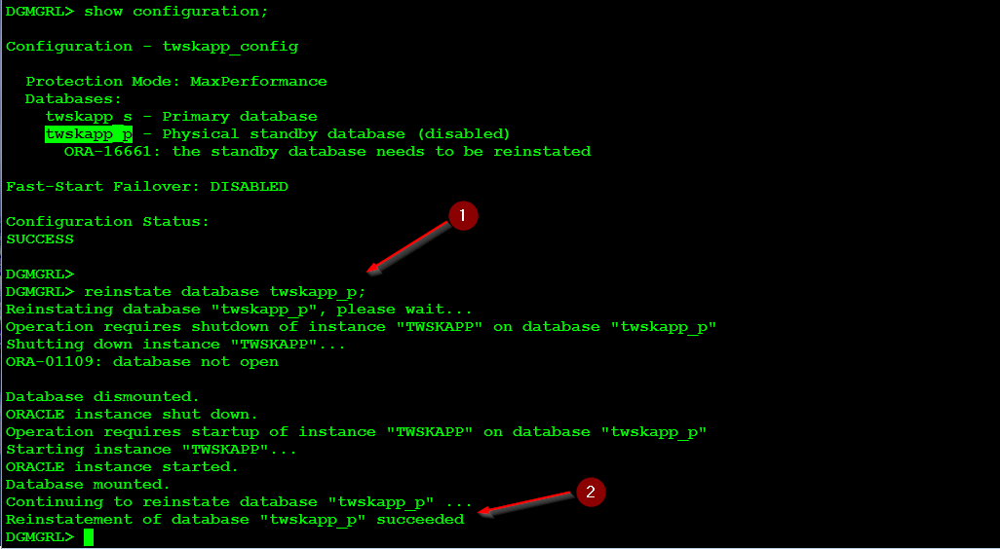 DGMGRL> show configuration;
Configuration - twskapp_config
Protection Mode: MaxPerformance
Databases:
twskapp_s - Primary database
twskapp_p - Physical standby database (disabled)
ORA-16661: the standby database needs to be reinstated
Fast-Start Failover: DISABLED
Configuration Status:
SUCCESS
1
DGMGRL>
DGMGRL> reinstate database twskapp_p;
Reinstating database "twskapp_p", please wait...
Operation requires shutdown of instance "TWSKAPP" on database "twskapp_p"
Shutting down instance "TWSKAPP"...
ORA-01109: database not open
Database dismounted.
ORACLE instance shut down.
Operation requires startup of instance "TWSKAPP" on database "twskapp_p"
Starting instance "TWSKAPP"...
ORACLE instance started.
Database mounted.
2
Continuing to reinstate database "twskapp_p" ...
Reinstatement of database "twskapp_p" succeeded
DGMGRL>